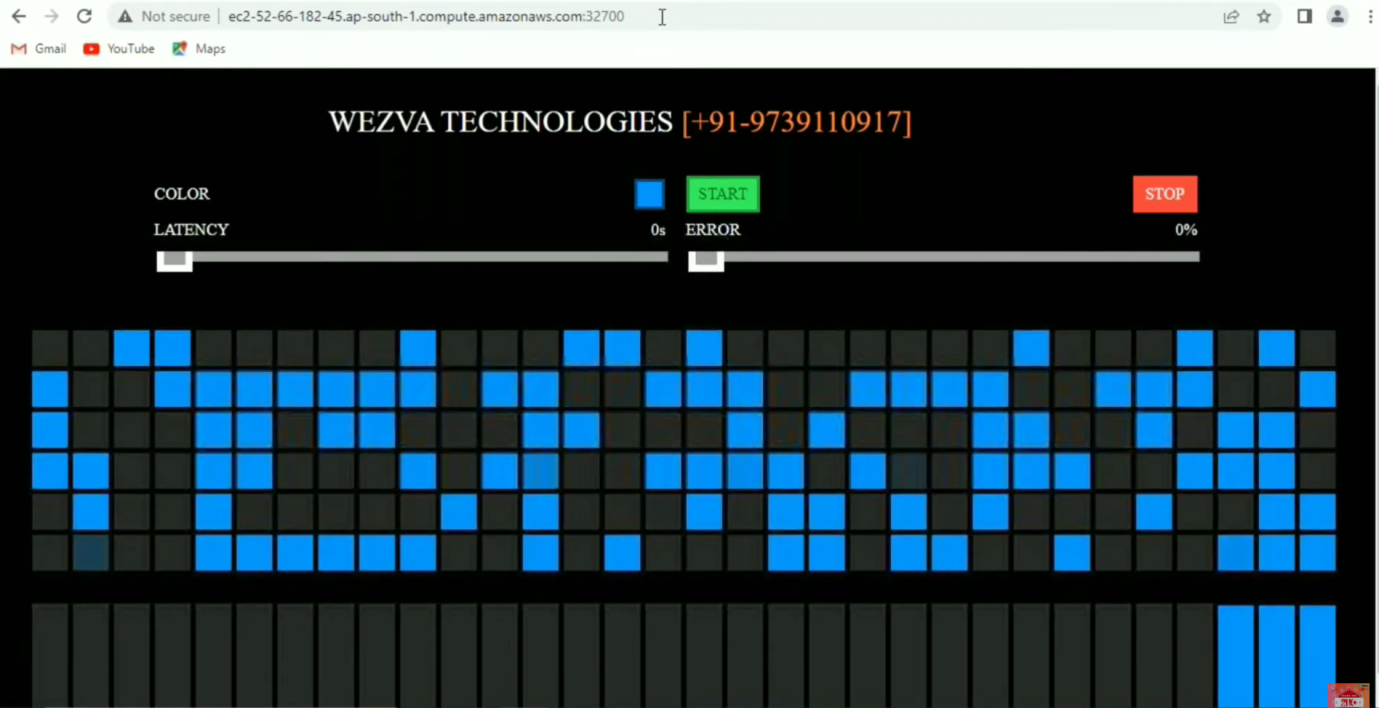 Not secure
ec2-52-66-182-45.ap-south-1.compute.amazonaws.com:32700
Gmail YouTube Maps
WEZVA TECHNOLOGIES [+91-9739110917]
COLOR START STOP
LATENCY 0s ERROR 0%